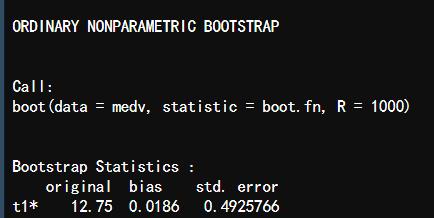 ORDINARY NONPARAMETRIC BOOTSTRAP
Call:
boot(data = medv, statistic = boot.fn, R = 1000)
Bootstrap Statistics :
original bias std. error
t1* 12.75 0.0186 0.4925766